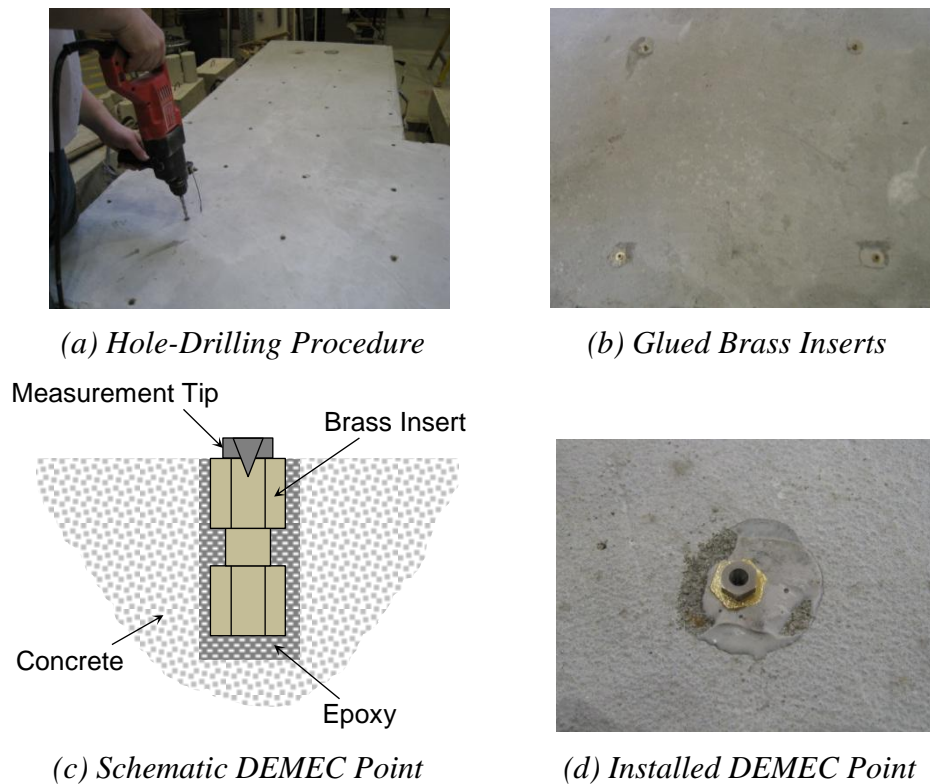 (a) Hole-Drilling Procedure
(b) Glued Brass Inserts
Measurement Tip
Brass Insert
Concrete
Epoxy
(c) Schematic DEMEC Point
(d) Installed DEMEC Point